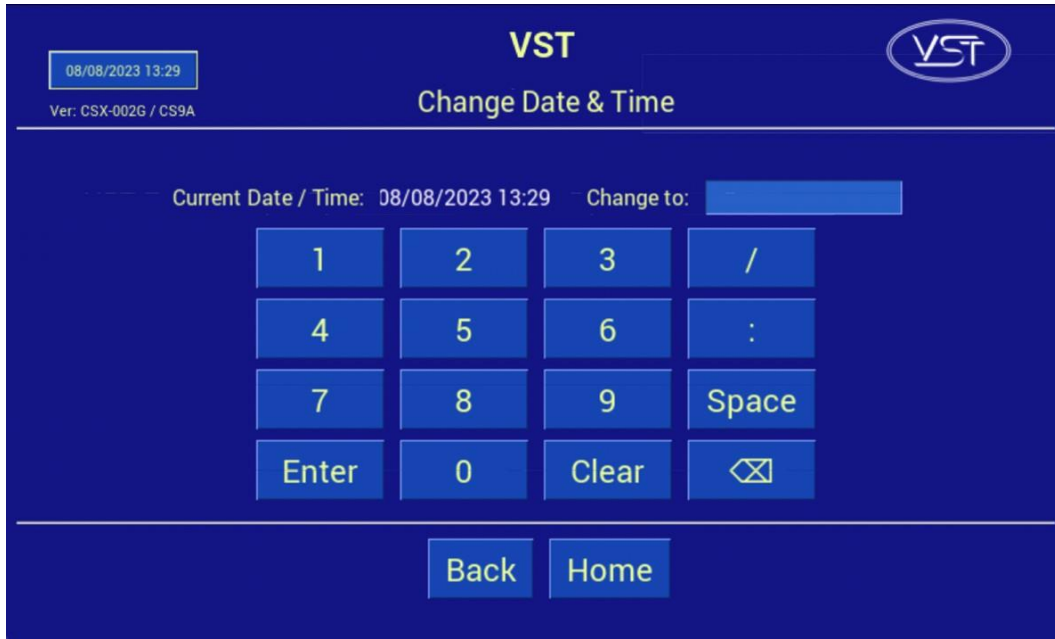 VST
VST
08/08/2023 13:29
Ver: CSX-002G / CS9A
Change Date & Time
Current Date / Time: 08/08/2023 13:29 Change to:
1 2 3 /
4 5 6 :
7 8 9 Space
Enter 0 Clear ⌫
Back Home